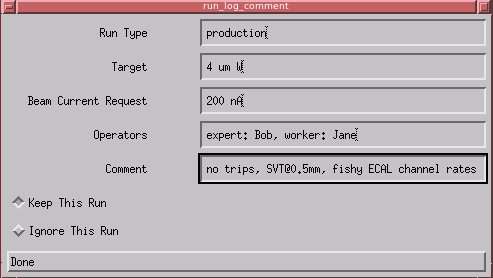 run_log_comment
Run Type production
Target 4 um W
Beam Current Request 200 nA
Operators expert: Bob, worker: Jane
Comment no trips, SVT@0.5mm, fishy ECAL channel rates
Keep This Run
Ignore This Run
Done